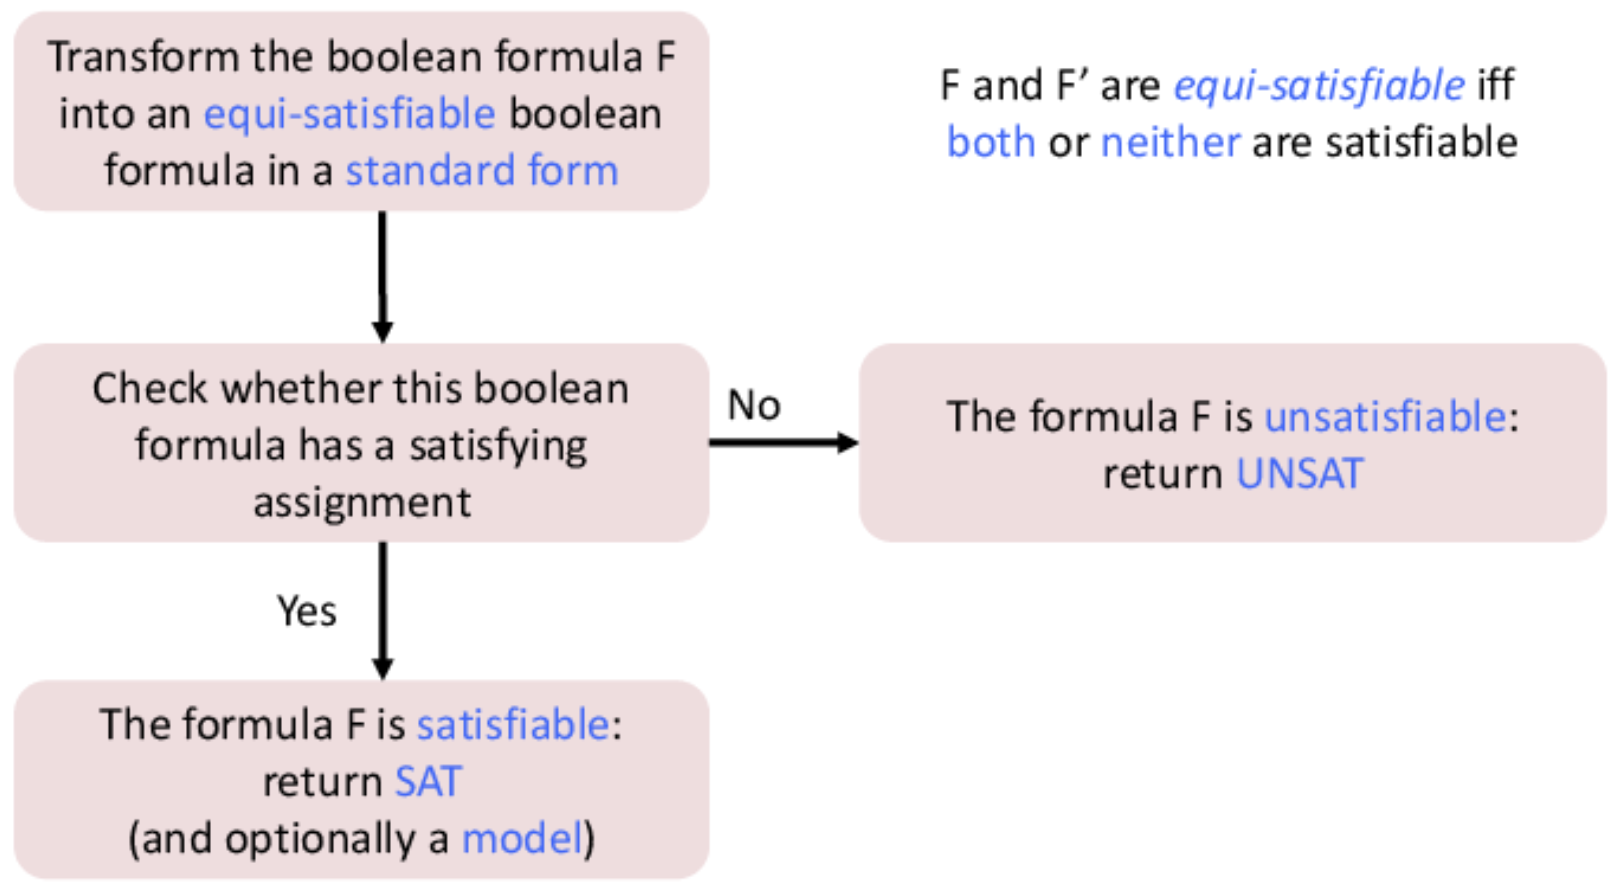 Transform the boolean formula F
into an equi-satisfiable boolean
formula in a standard form
F and F’ are equi-satisfiable iff
both or neither are satisfiable
Check whether this boolean
formula has a satisfying
assignment
No
The formula F is unsatisfiable:
return UNSAT
Yes
The formula F is satisfiable:
return SAT
(and optionally a model)